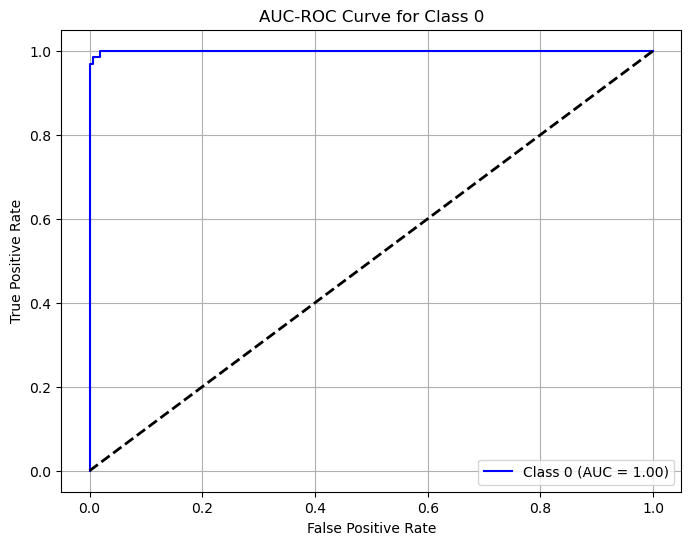 AUC-ROC Curve for Class 0
True Positive Rate
1.0
0.8
0.6
0.4
0.2
0.0
Class 0 (AUC = 1.00)
0.0 0.2 0.4 0.6 0.8 1.0
False Positive Rate